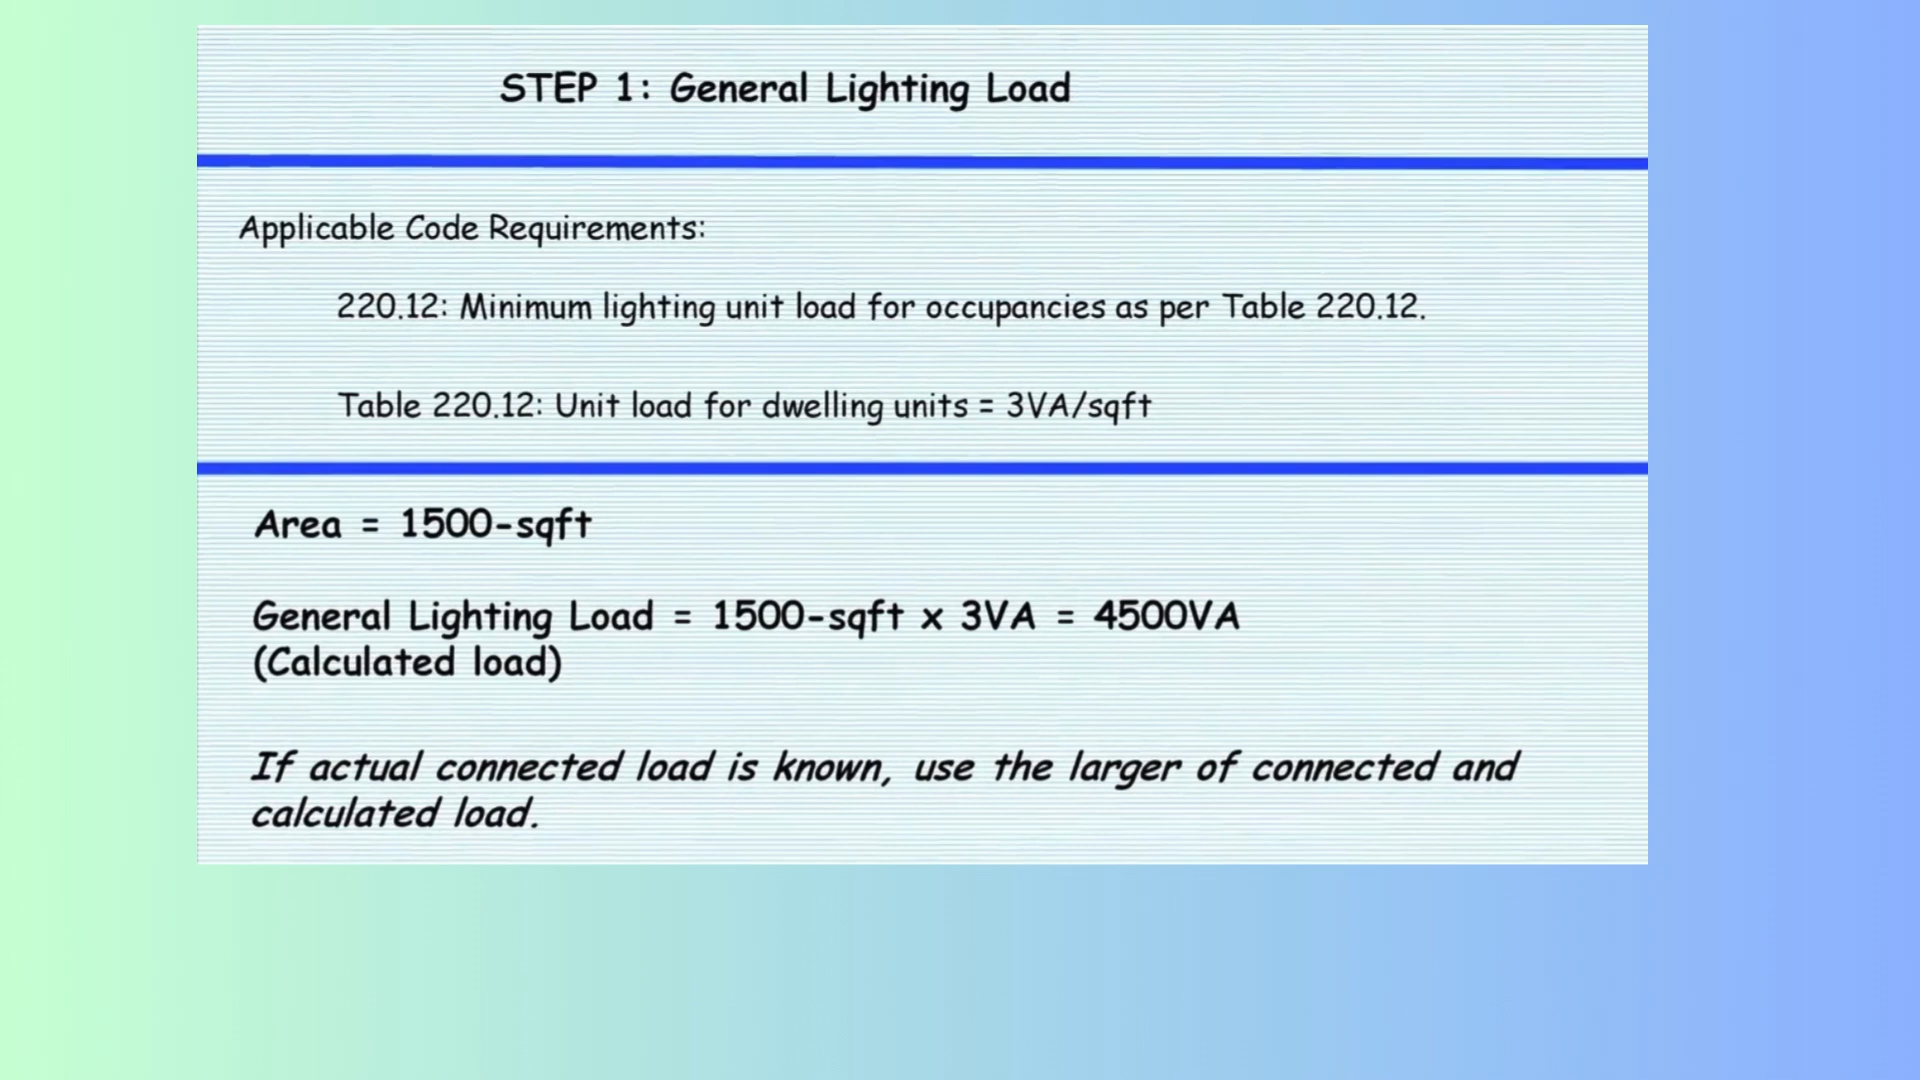 STEP 1: General Lighting Load
Applicable Code Requirements:
220.12: Minimum lighting unit load for occupancies as per Table 220.12.
Table 220.12: Unit load for dwelling units = 3VA/sqft
Area = 1500-sqft
General Lighting Load = 1500-sqft x 3VA = 4500VA
(Calculated load)
If actual connected load is known, use the larger of connected and
calculated load.